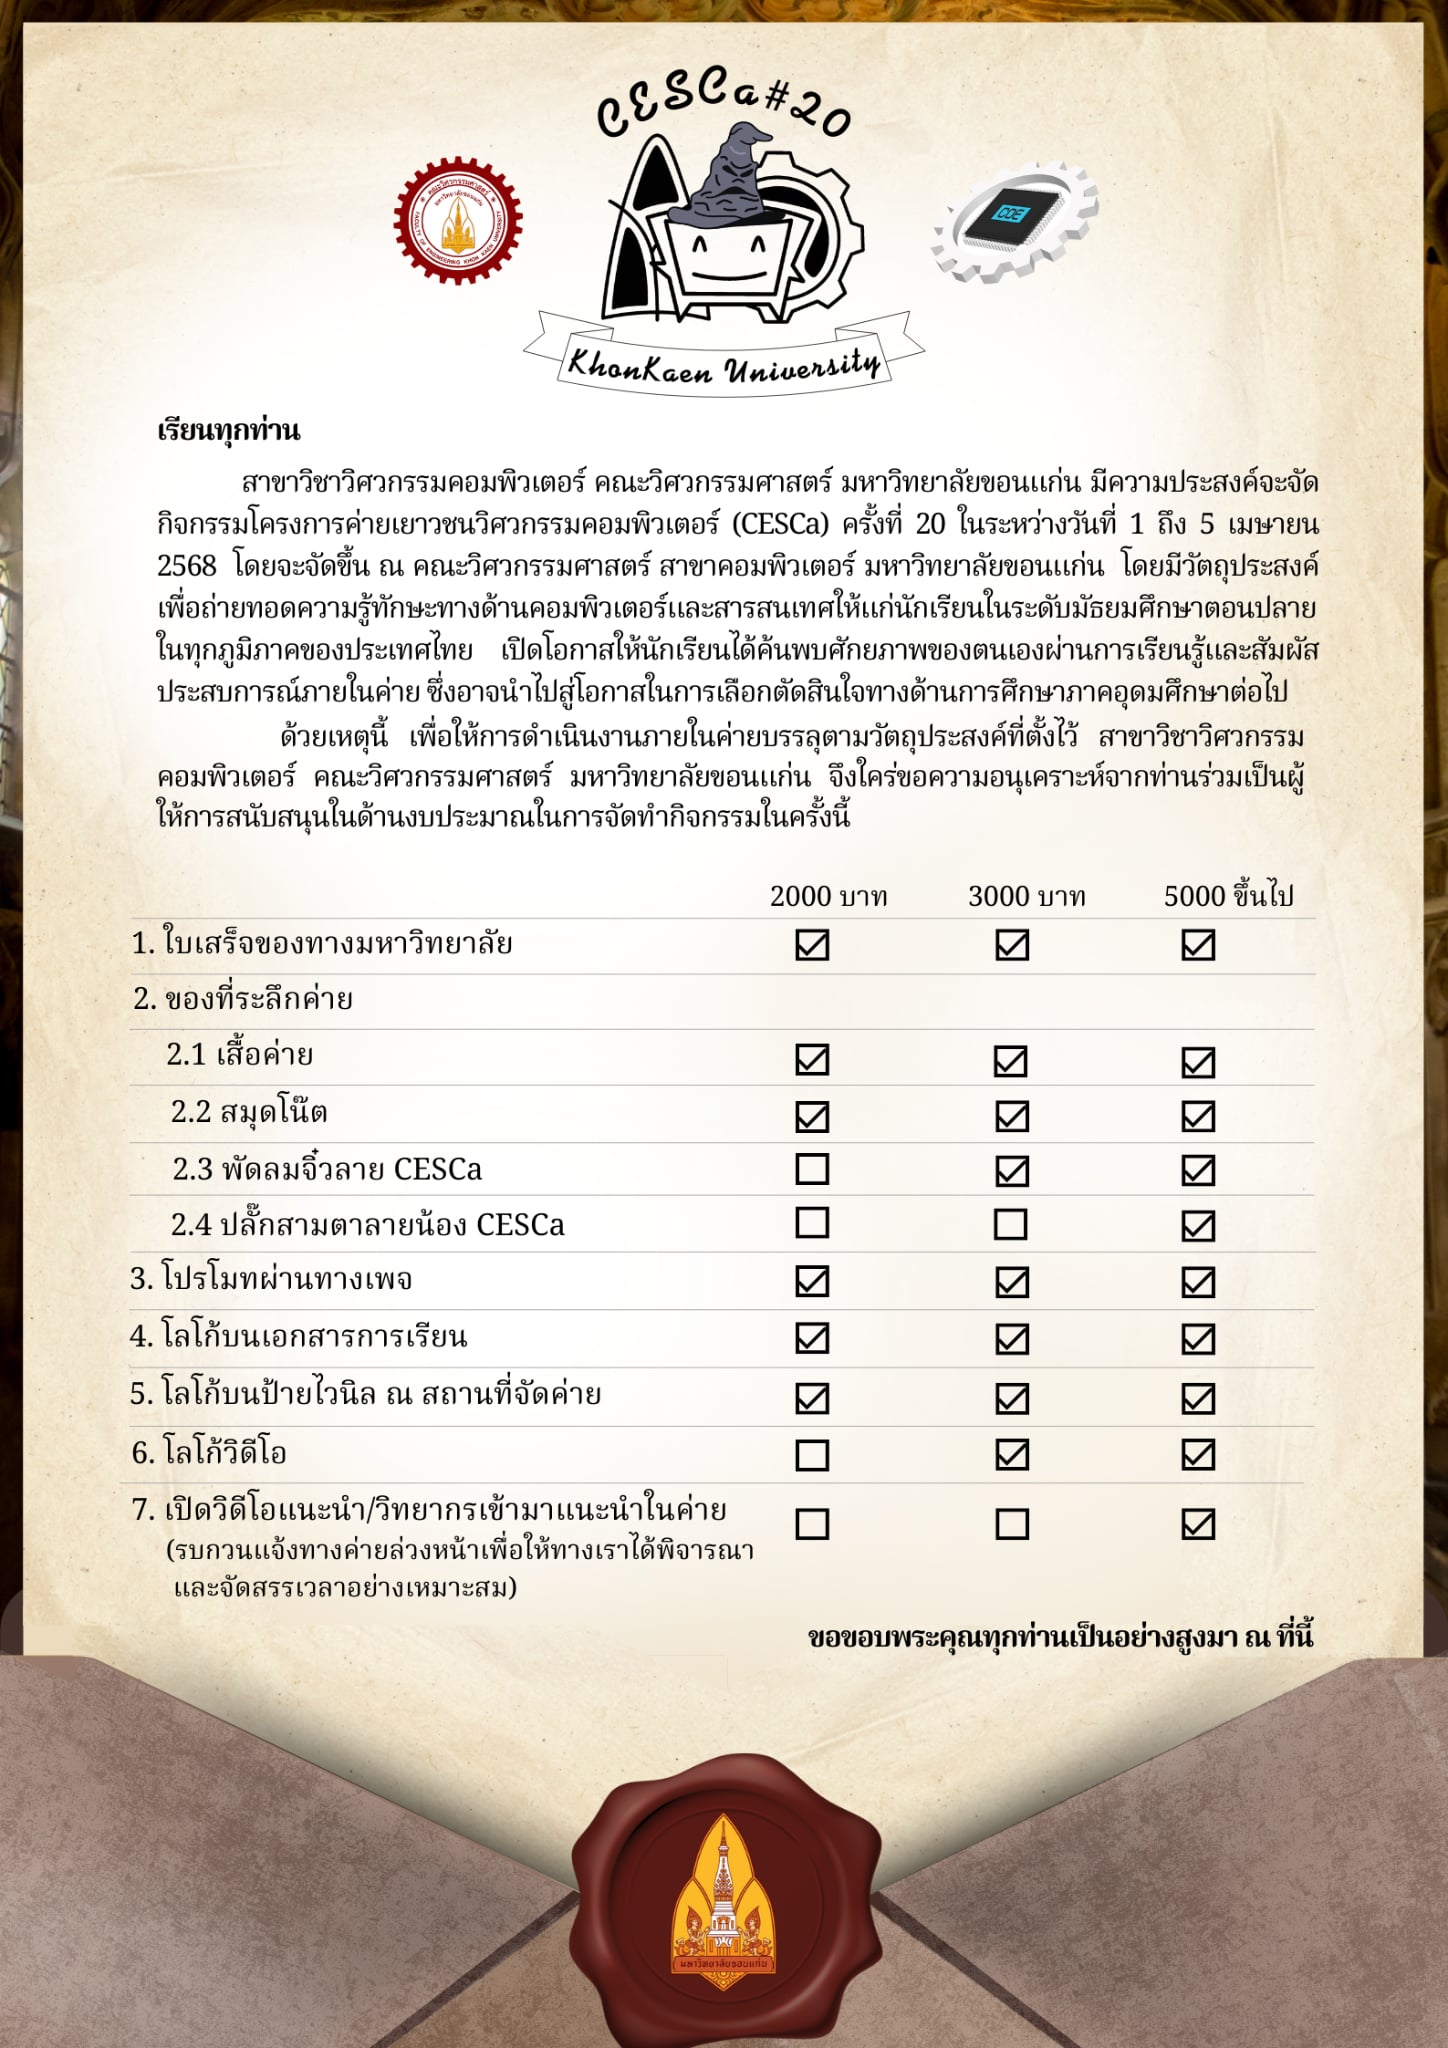 CESCa#20
คณะวิศวกรรมศาสตร์
มหาวิทยาลัยขอนแก่น
FACULTY OF ENGINEERING KHON KAEN UNIVERSITY
COE
KhonKaen University
เรียนทุกท่าน
สาขาวิชาวิศวกรรมคอมพิวเตอร์ คณะวิศวกรรมศาสตร์ มหาวิทยาลัยขอนแก่น มีความประสงค์จะจัด
กิจกรรมโครงการค่ายเยาวชนวิศวกรรมคอมพิวเตอร์ (CESCa) ครั้งที่ 20 ในระหว่างวันที่ 1 ถึง 5 เมษายน
2568 โดยจะจัดขึ้น ณ คณะวิศวกรรมศาสตร์ สาขาคอมพิวเตอร์ มหาวิทยาลัยขอนแก่น โดยมีวัตถุประสงค์
เพื่อถ่ายทอดความรู้ทักษะทางด้านคอมพิวเตอร์และสารสนเทศให้แก่นักเรียนในระดับมัธยมศึกษาตอนปลาย
ในทุกภูมิภาคของประเทศไทย เปิดโอกาสให้นักเรียนได้ค้นพบศักยภาพของตนเองผ่านการเรียนรู้และสัมผัส
ประสบการณ์ภายในค่าย ซึ่งอาจนำไปสู่โอกาสในการเลือกตัดสินใจทางด้านการศึกษาภาคอุดมศึกษาต่อไป
ด้วยเหตุนี้ เพื่อให้การดำเนินงานภายในค่ายบรรลุตามวัตถุประสงค์ที่ตั้งไว้ สาขาวิชาวิศวกรรม
คอมพิวเตอร์ คณะวิศวกรรมศาสตร์ มหาวิทยาลัยขอนแก่น จึงใคร่ขอความอนุเคราะห์จากท่านร่วมเป็นผู้
ให้การสนับสนุนในด้านงบประมาณในการจัดทำกิจกรรมในครั้งนี้
2000 บาท 3000 บาท 5000 ขึ้นไป
1. ใบเสร็จของทางมหาวิทยาลัย ☑ ☑ ☑
2. ของที่ระลึกค่าย
2.1 เสื้อค่าย ☑ ☑ ☑
2.2 สมุดโน๊ต ☑ ☑ ☑
2.3 พัดลมจิ๋วลาย CESCa ☐ ☑ ☑
2.4 ปลั๊กสามตาลายน้อง CESCa ☐ ☐ ☑
3. โปรโมทผ่านทางเพจ ☑ ☑ ☑
4. โลโก้บนเอกสารการเรียน ☑ ☑ ☑
5. โลโก้บนป้ายไวนิล ณ สถานที่จัดค่าย ☑ ☑ ☑
6. โลโก้วิดีโอ ☐ ☑ ☑
7. เปิดวิดีโอแนะนำ/วิทยากรเข้ามาแนะนำในค่าย ☐ ☐ ☑
(รบกวนแจ้งทางค่ายล่วงหน้าเพื่อให้ทางเราได้พิจารณา
และจัดสรรเวลาอย่างเหมาะสม)
ขอขอบพระคุณทุกท่านเป็นอย่างสูงมา ณ ที่นี้
มหาวิทยาลัยขอนแก่น